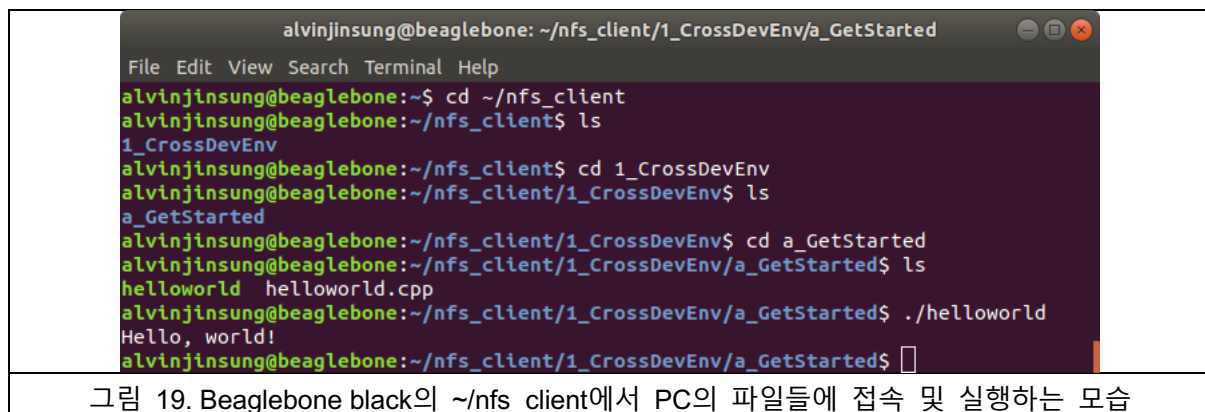 alvinjinsung@beaglebone: ~/nfs_client/1_CrossDevEnv/a_GetStarted
File Edit View Search Terminal Help
alvinjinsung@beaglebone:~$ cd ~/nfs_client
alvinjinsung@beaglebone:~/nfs_client$ ls
1_CrossDevEnv
alvinjinsung@beaglebone:~/nfs_client$ cd 1_CrossDevEnv
alvinjinsung@beaglebone:~/nfs_client/1_CrossDevEnv$ ls
a_GetStarted
alvinjinsung@beaglebone:~/nfs_client/1_CrossDevEnv$ cd a_GetStarted
alvinjinsung@beaglebone:~/nfs_client/1_CrossDevEnv/a_GetStarted$ ls
helloworld  helloworld.cpp
alvinjinsung@beaglebone:~/nfs_client/1_CrossDevEnv/a_GetStarted$ ./helloworld
Hello, world!
alvinjinsung@beaglebone:~/nfs_client/1_CrossDevEnv/a_GetStarted$
그림 19. Beaglebone black의 ~/nfs_client에서 PC의 파일들에 접속 및 실행하는 모습